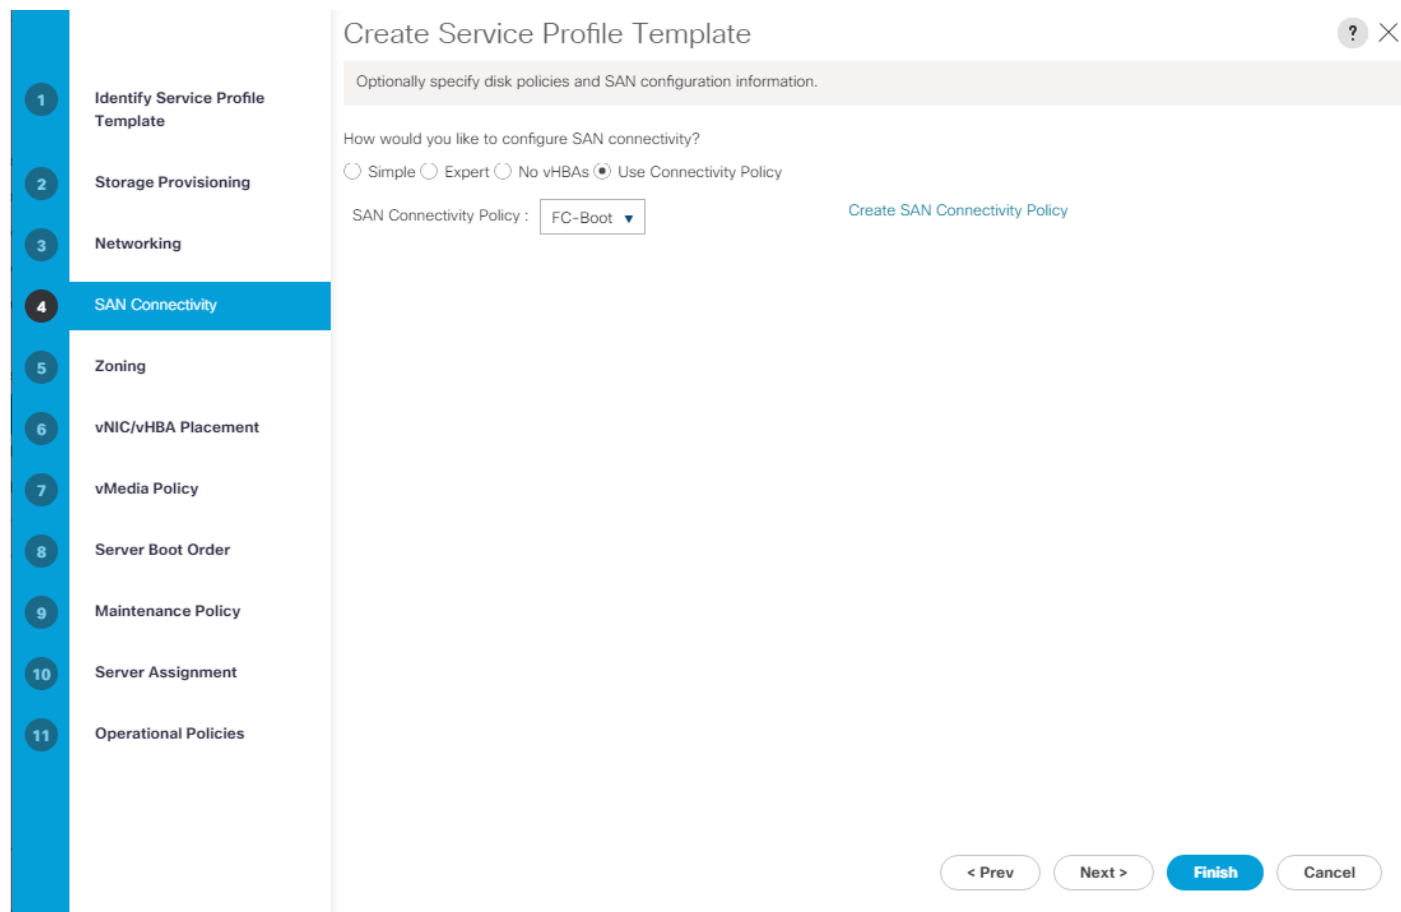 Create Service Profile Template
?
Optionally specify disk policies and SAN configuration information.
1 Identify Service Profile
Template
2 Storage Provisioning
3 Networking
4 SAN Connectivity
5 Zoning
6 vNIC/vHBA Placement
7 vMedia Policy
8 Server Boot Order
9 Maintenance Policy
10 Server Assignment
11 Operational Policies
How would you like to configure SAN connectivity?
Simple Expert No vHBAs Use Connectivity Policy
SAN Connectivity Policy : FC-Boot
Create SAN Connectivity Policy
< Prev Next > Finish Cancel